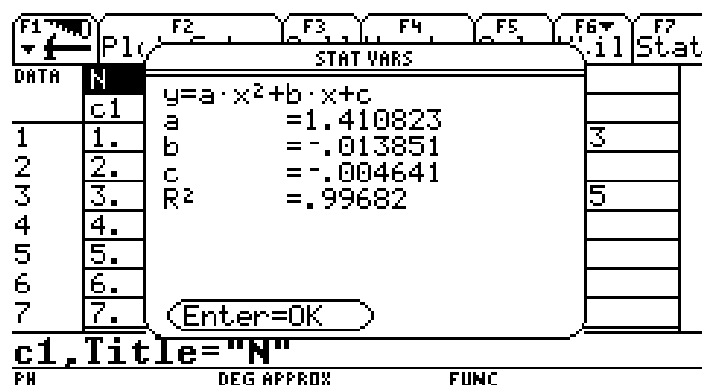 F1 F2 F3 F4 F5 F6 F7
Stat
STAT VARS
DATA N
c1
y=a·x²+b·x+c
a =1.410823
b =-.013851
c =-.004641
R² =.99682
1 1. 3
2 2.
3 3. 5
4 4.
5 5.
6 6.
7 7.
Enter=OK
c1,Title="N"
DEG APPROX FUNC